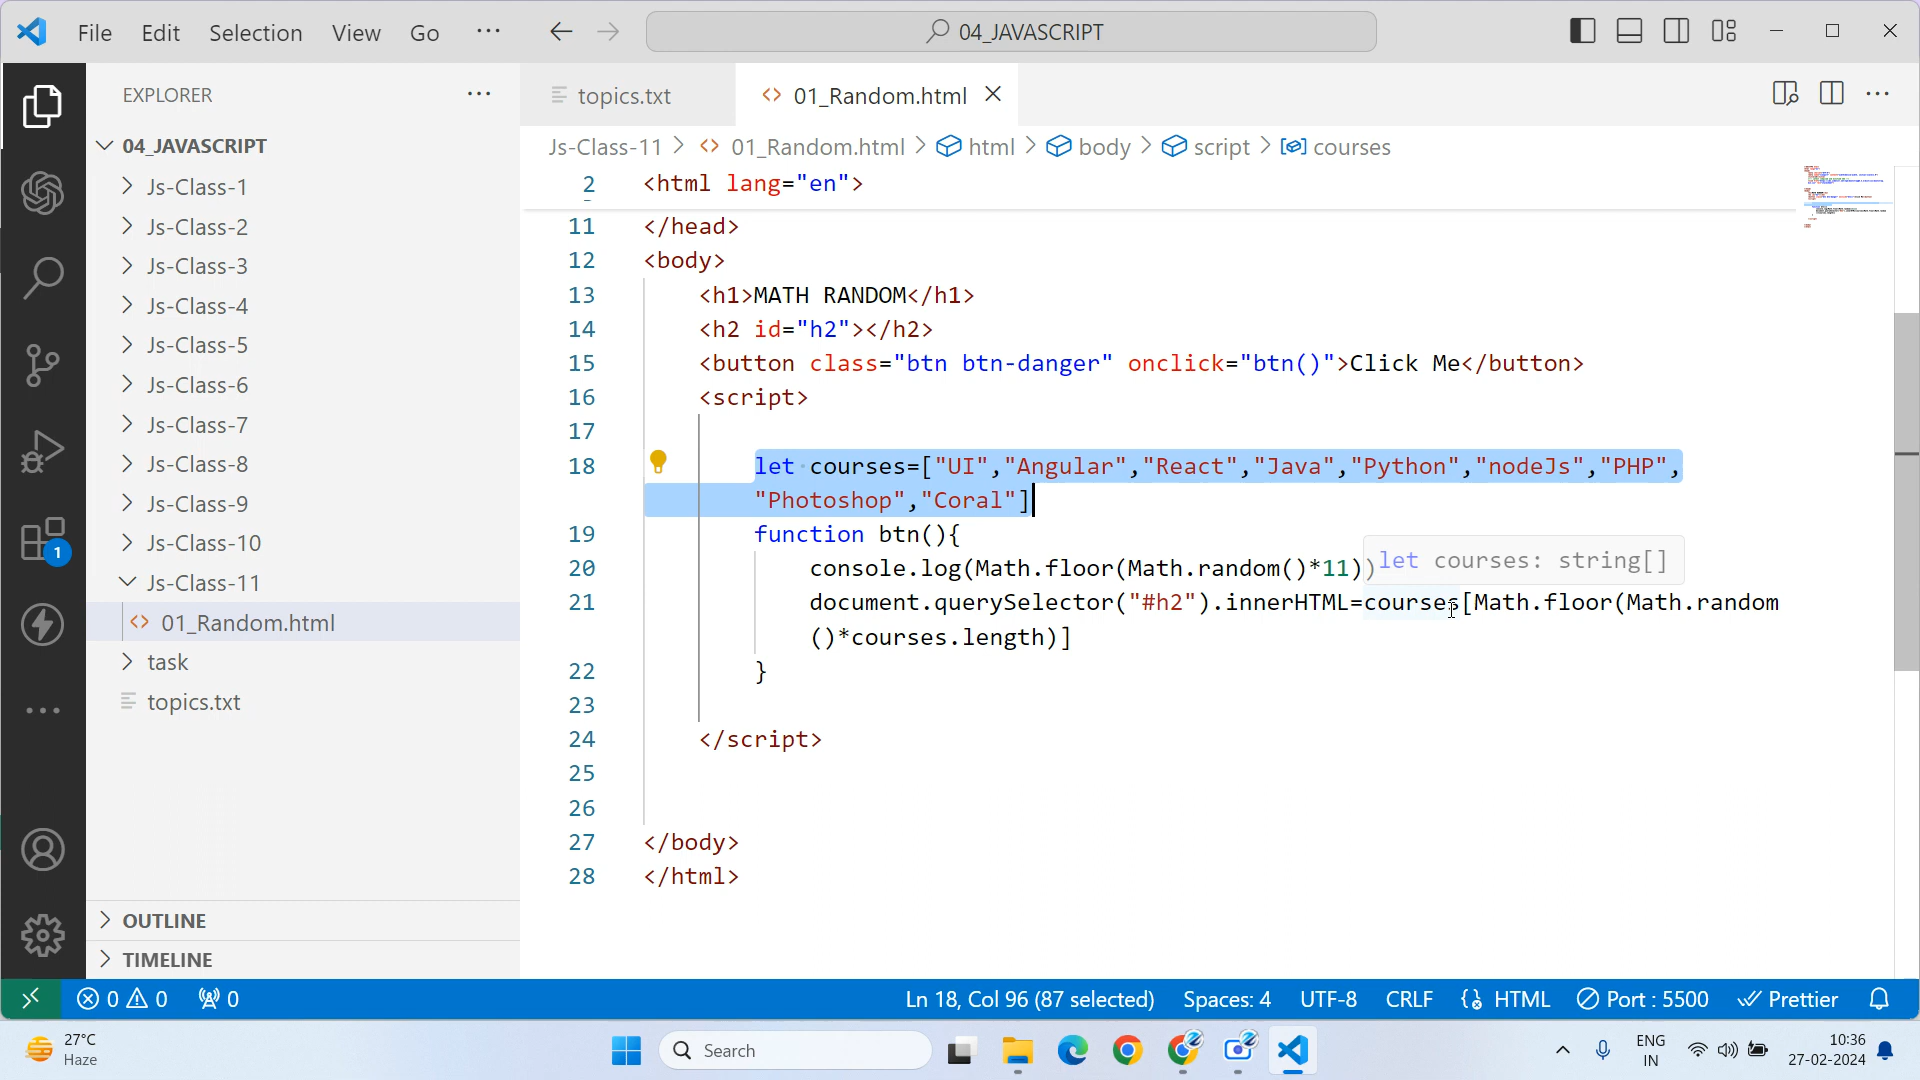 File Edit Selection View Go ··· 04_JAVASCRIPT
EXPLORER
04_JAVASCRIPT
Js-Class-1
Js-Class-2
Js-Class-3
Js-Class-4
Js-Class-5
Js-Class-6
Js-Class-7
Js-Class-8
Js-Class-9
Js-Class-10
Js-Class-11
<> 01_Random.html
task
topics.txt
OUTLINE
TIMELINE
1
topics.txt <> 01_Random.html
Js-Class-11 > <> 01_Random.html > html > body > script > courses
2 <html lang="en">
11 </head>
12 <body>
13 <h1>MATH RANDOM</h1>
14 <h2 id="h2"></h2>
15 <button class="btn btn-danger" onclick="btn()">Click Me</button>
16 <script>
17
18 let courses=["UI","Angular","React","Java","Python","nodeJs","PHP",
"Photoshop","Coral"]
19 function btn(){
20 console.log(Math.floor(Math.random()*11))
let courses: string[]
21 document.querySelector("#h2").innerHTML=courses[Math.floor(Math.random
()*courses.length)]
22 }
23
24 </script>
25
26
27 </body>
28 </html>
0 0 0 Ln 18, Col 96 (87 selected) Spaces: 4 UTF-8 CRLF HTML Port : 5500 Prettier
27°C
Haze
Search
ENG
IN
10:36
27-02-2024